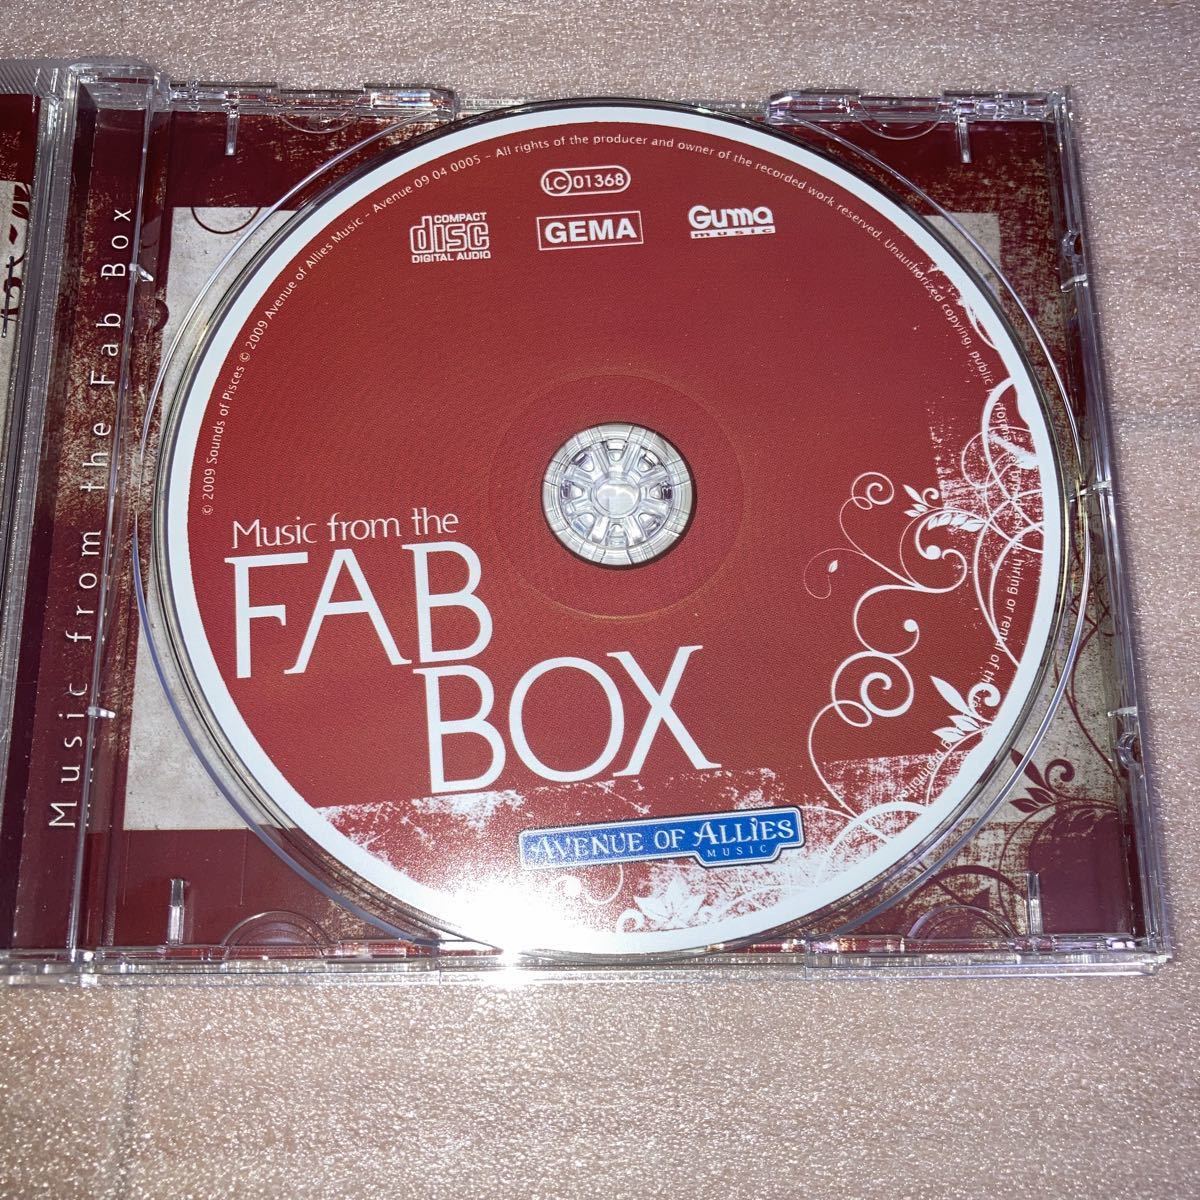 Music from the Fab Box
© 2009 Sounds of Pisces © 2009 Avenue of Allies Music - Avenue 09 04 0005 - All rights of the producer and owner of the recorded work reserved. Unauthorized copying, public hiring or rental of
LC 01368
COMPACT
disc
DIGITAL AUDIO
GEMA
Guma
music
Music from the
FAB
BOX
AVENUE OF ALLIES
MUSIC